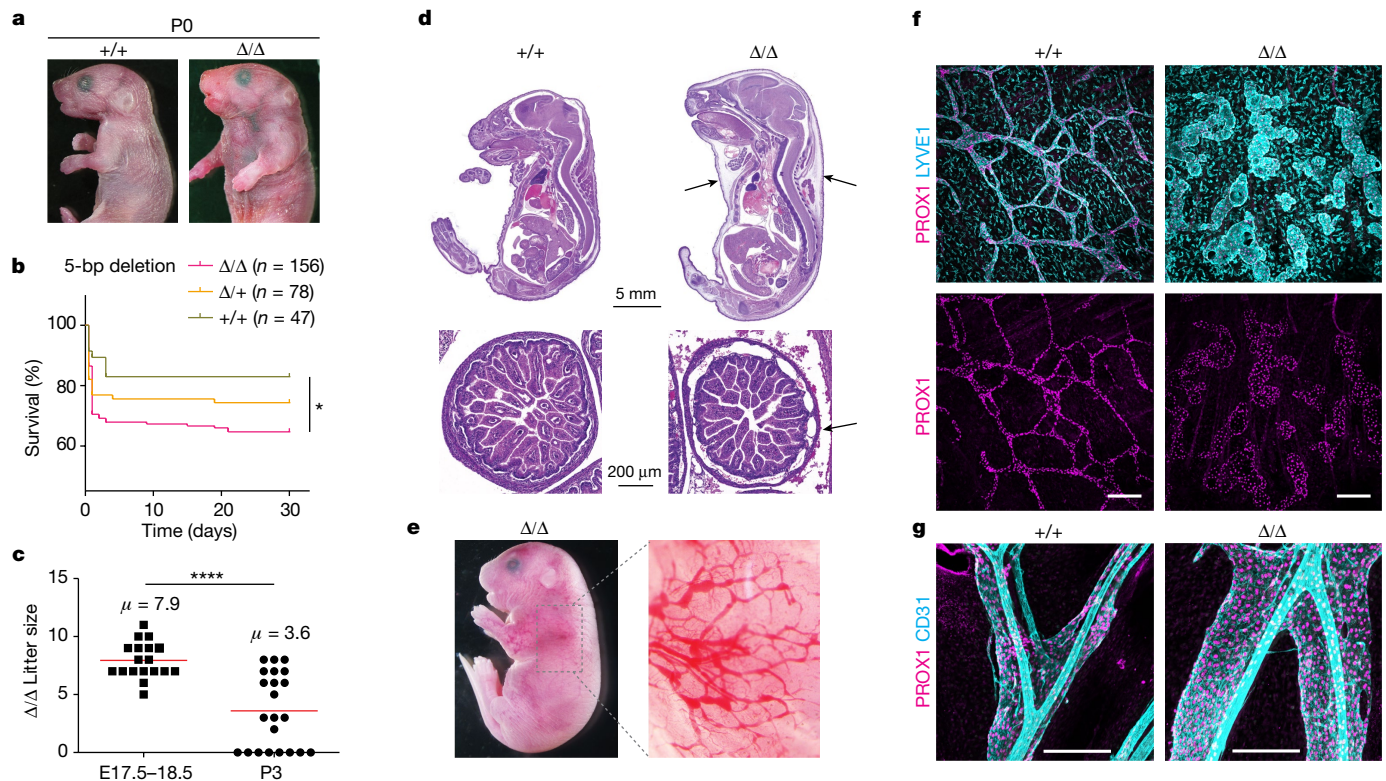 a
P0
+/+ Δ/Δ
b
5-bp deletion
Δ/Δ (n = 156)
Δ/+ (n = 78)
+/+ (n = 47)
Survival (%)
100
80
60
*
0 10 20 30
Time (days)
c
Δ/Δ Litter size
15
10
5
0
****
μ = 7.9
μ = 3.6
E17.5–18.5 P3
d
+/+ Δ/Δ
5 mm
200 μm
e
Δ/Δ
f
+/+ Δ/Δ
PROX1 LYVE1
PROX1
g
+/+ Δ/Δ
PROX1 CD31